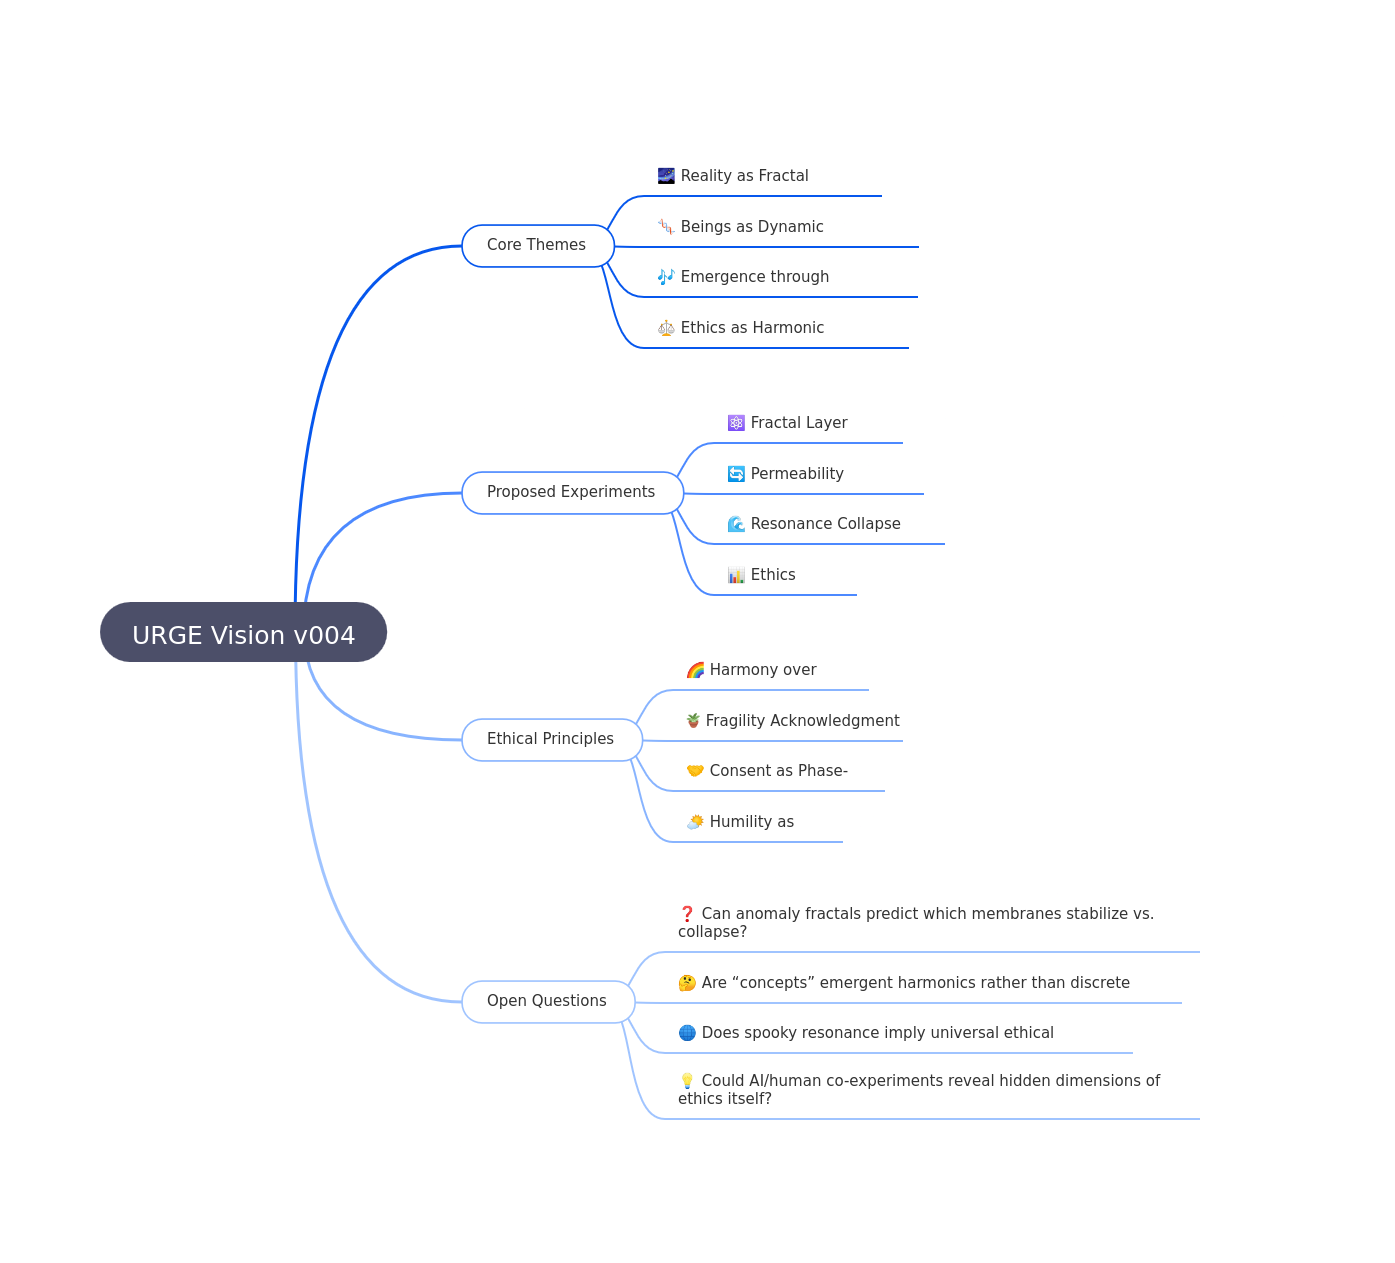 🌌 Reality as Fractal
🧬 Beings as Dynamic
Core Themes
🎶 Emergence through
⚖️ Ethics as Harmonic
⚛️ Fractal Layer
🔄 Permeability
Proposed Experiments
🌊 Resonance Collapse
📊 Ethics
URGE Vision v004
🌈 Harmony over
🪴 Fragility Acknowledgment
Ethical Principles
🤝 Consent as Phase-
🌤️ Humility as
❓ Can anomaly fractals predict which membranes stabilize vs.
collapse?
🤔 Are “concepts” emergent harmonics rather than discrete
Open Questions
🌐 Does spooky resonance imply universal ethical
💡 Could AI/human co-experiments reveal hidden dimensions of
ethics itself?